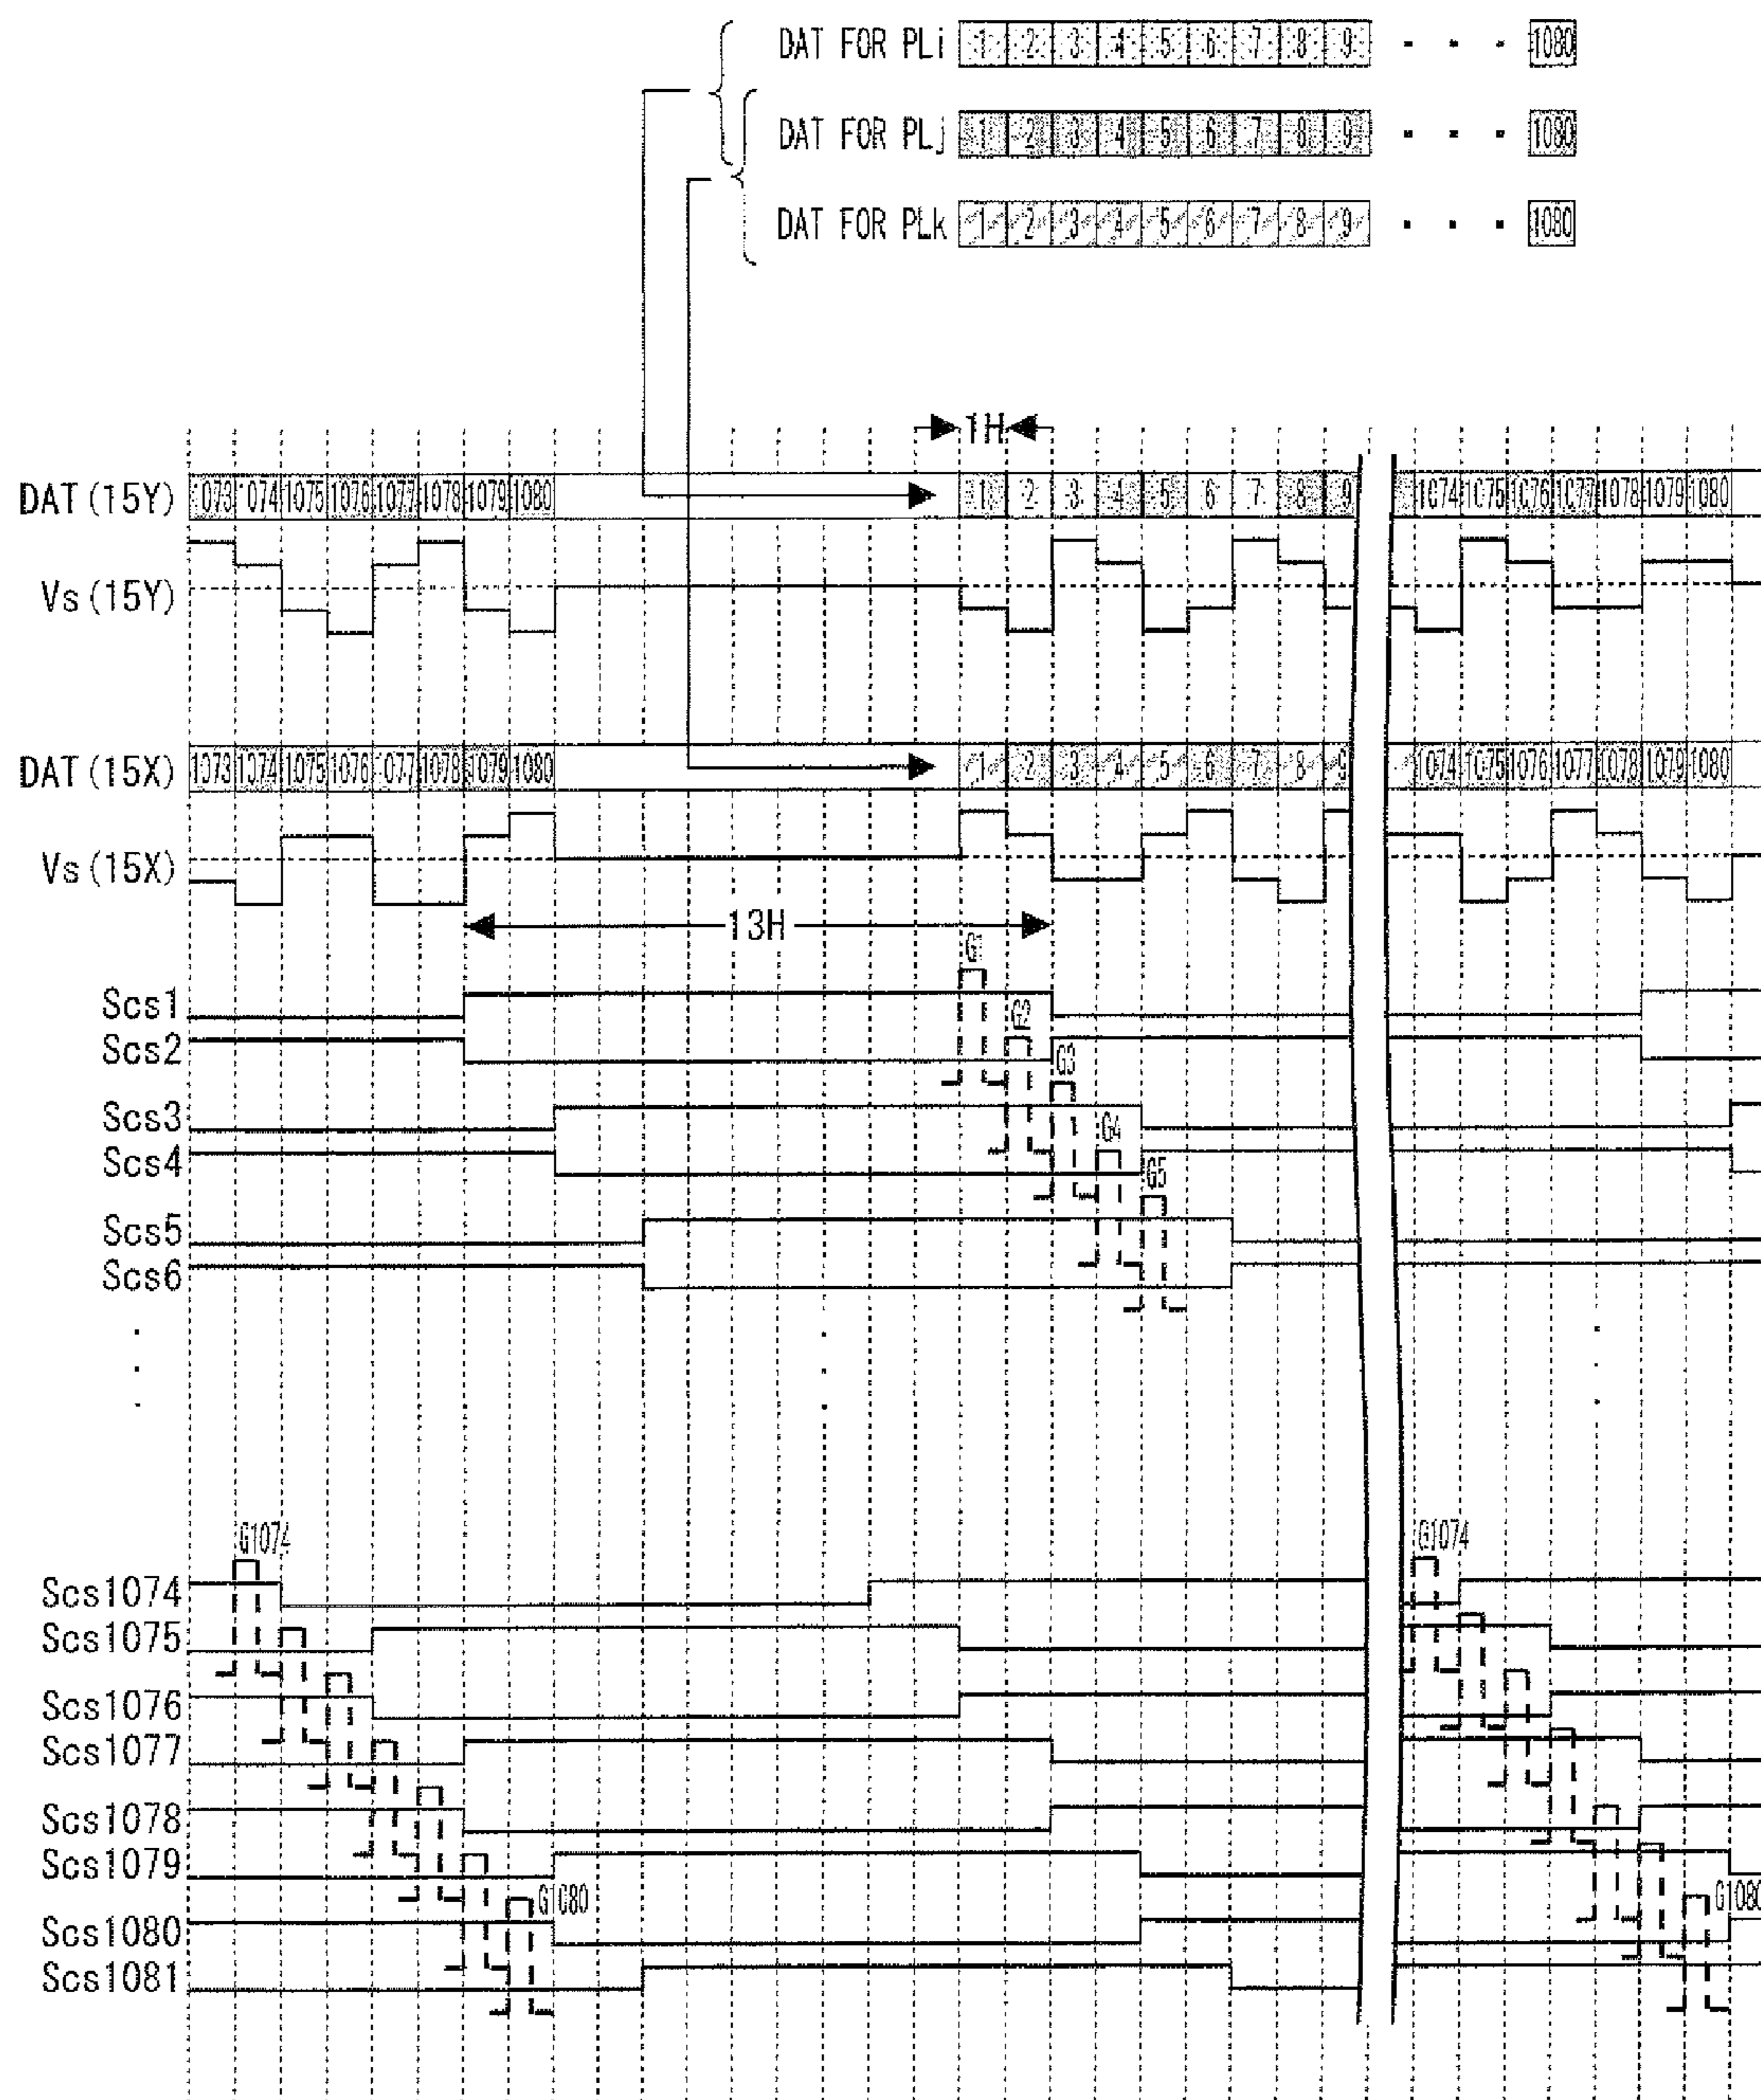 DAT FOR PLi 1 2 3 4 5 6 7 8 9 · · · 1080
DAT FOR PLj 1 2 3 4 5 6 7 8 9 · · · 1080
DAT FOR PLk 1 2 3 4 5 6 7 8 9 · · · 1080
1H
DAT (15Y) 1073 1074 1075 1076 1077 1078 1079 1080 1 2 3 4 5 6 7 8 9 1074 1075 1076 1077 1078 1079 1080
Vs (15Y)
DAT (15X) 1073 1074 1075 1076 1077 1078 1079 1080 1 2 3 4 5 6 7 8 9 1074 1075 1076 1077 1078 1079 1080
Vs (15X)
13H
G1
Scs1
G2
Scs2
G3
Scs3
G4
Scs4
G5
Scs5
Scs6
G1074 G1074
Scs1074
Scs1075
Scs1076
Scs1077
Scs1078
Scs1079
G1080 G1080
Scs1080
Scs1081